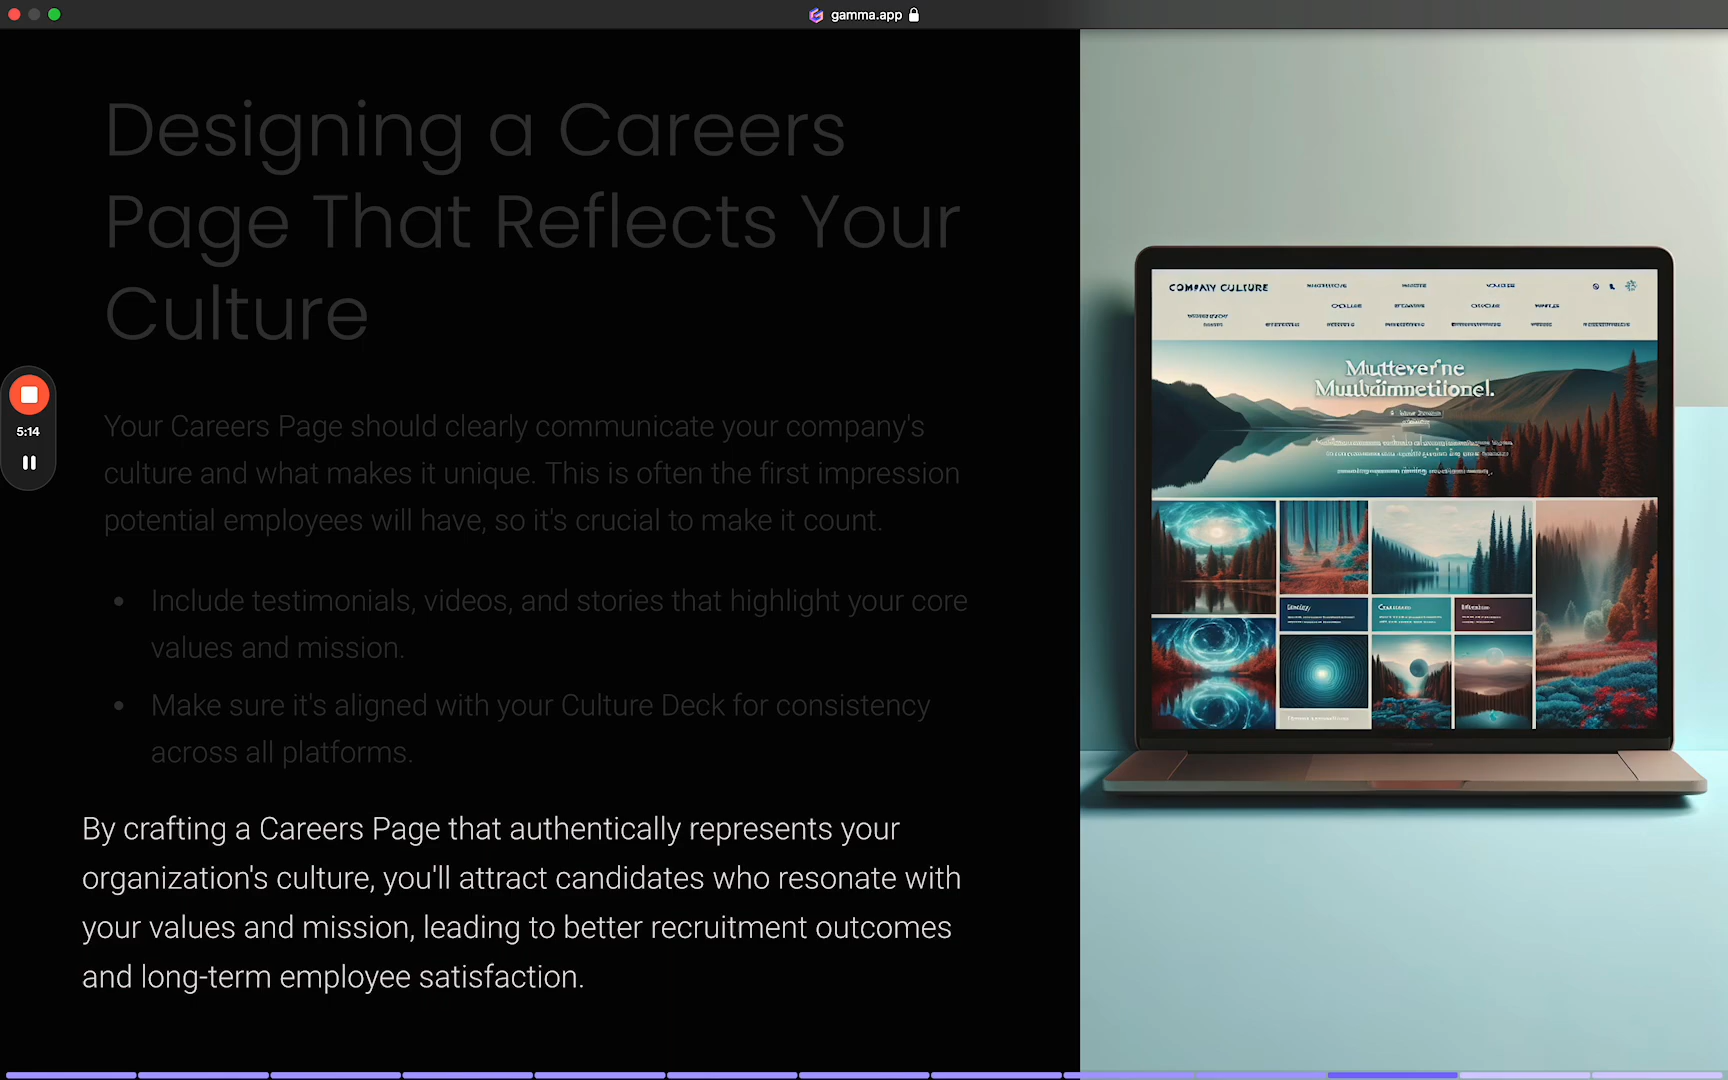 gamma.app
Designing a Careers
Page That Reflects Your
Culture
Your Careers Page should clearly communicate your company's
culture and what makes it unique. This is often the first impression
potential employees will have, so it's crucial to make it count.
• Include testimonials, videos, and stories that highlight your core
values and mission.
• Make sure it's aligned with your Culture Deck for consistency
across all platforms.
By crafting a Careers Page that authentically represents your
organization's culture, you'll attract candidates who resonate with
your values and mission, leading to better recruitment outcomes
and long-term employee satisfaction.
5:14
COMPAIY CULTURE